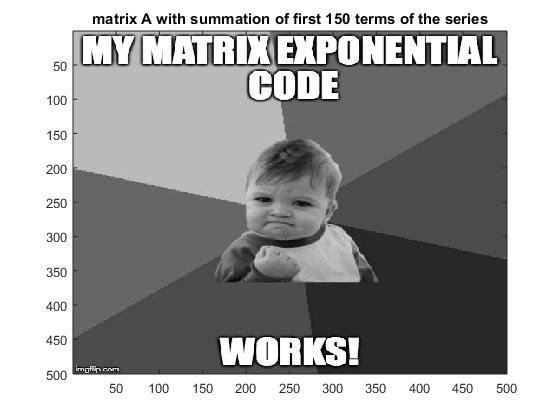 matrix A with summation of first 150 terms of the series
MY MATRIX EXPONENTIAL
CODE
50
100
150
200
250
300
350
400
450
500
WORKS!
imgflip.com
50 100 150 200 250 300 350 400 450 500